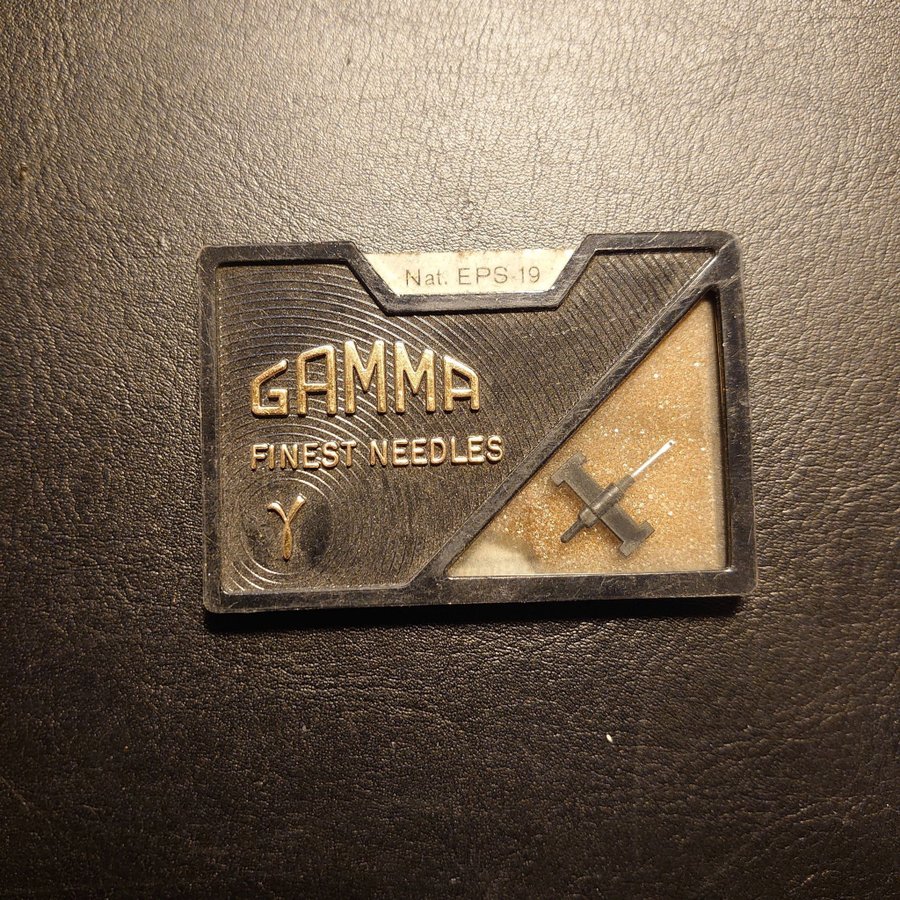 Nat. EPS-19
GAMMA
FINEST NEEDLES
γ